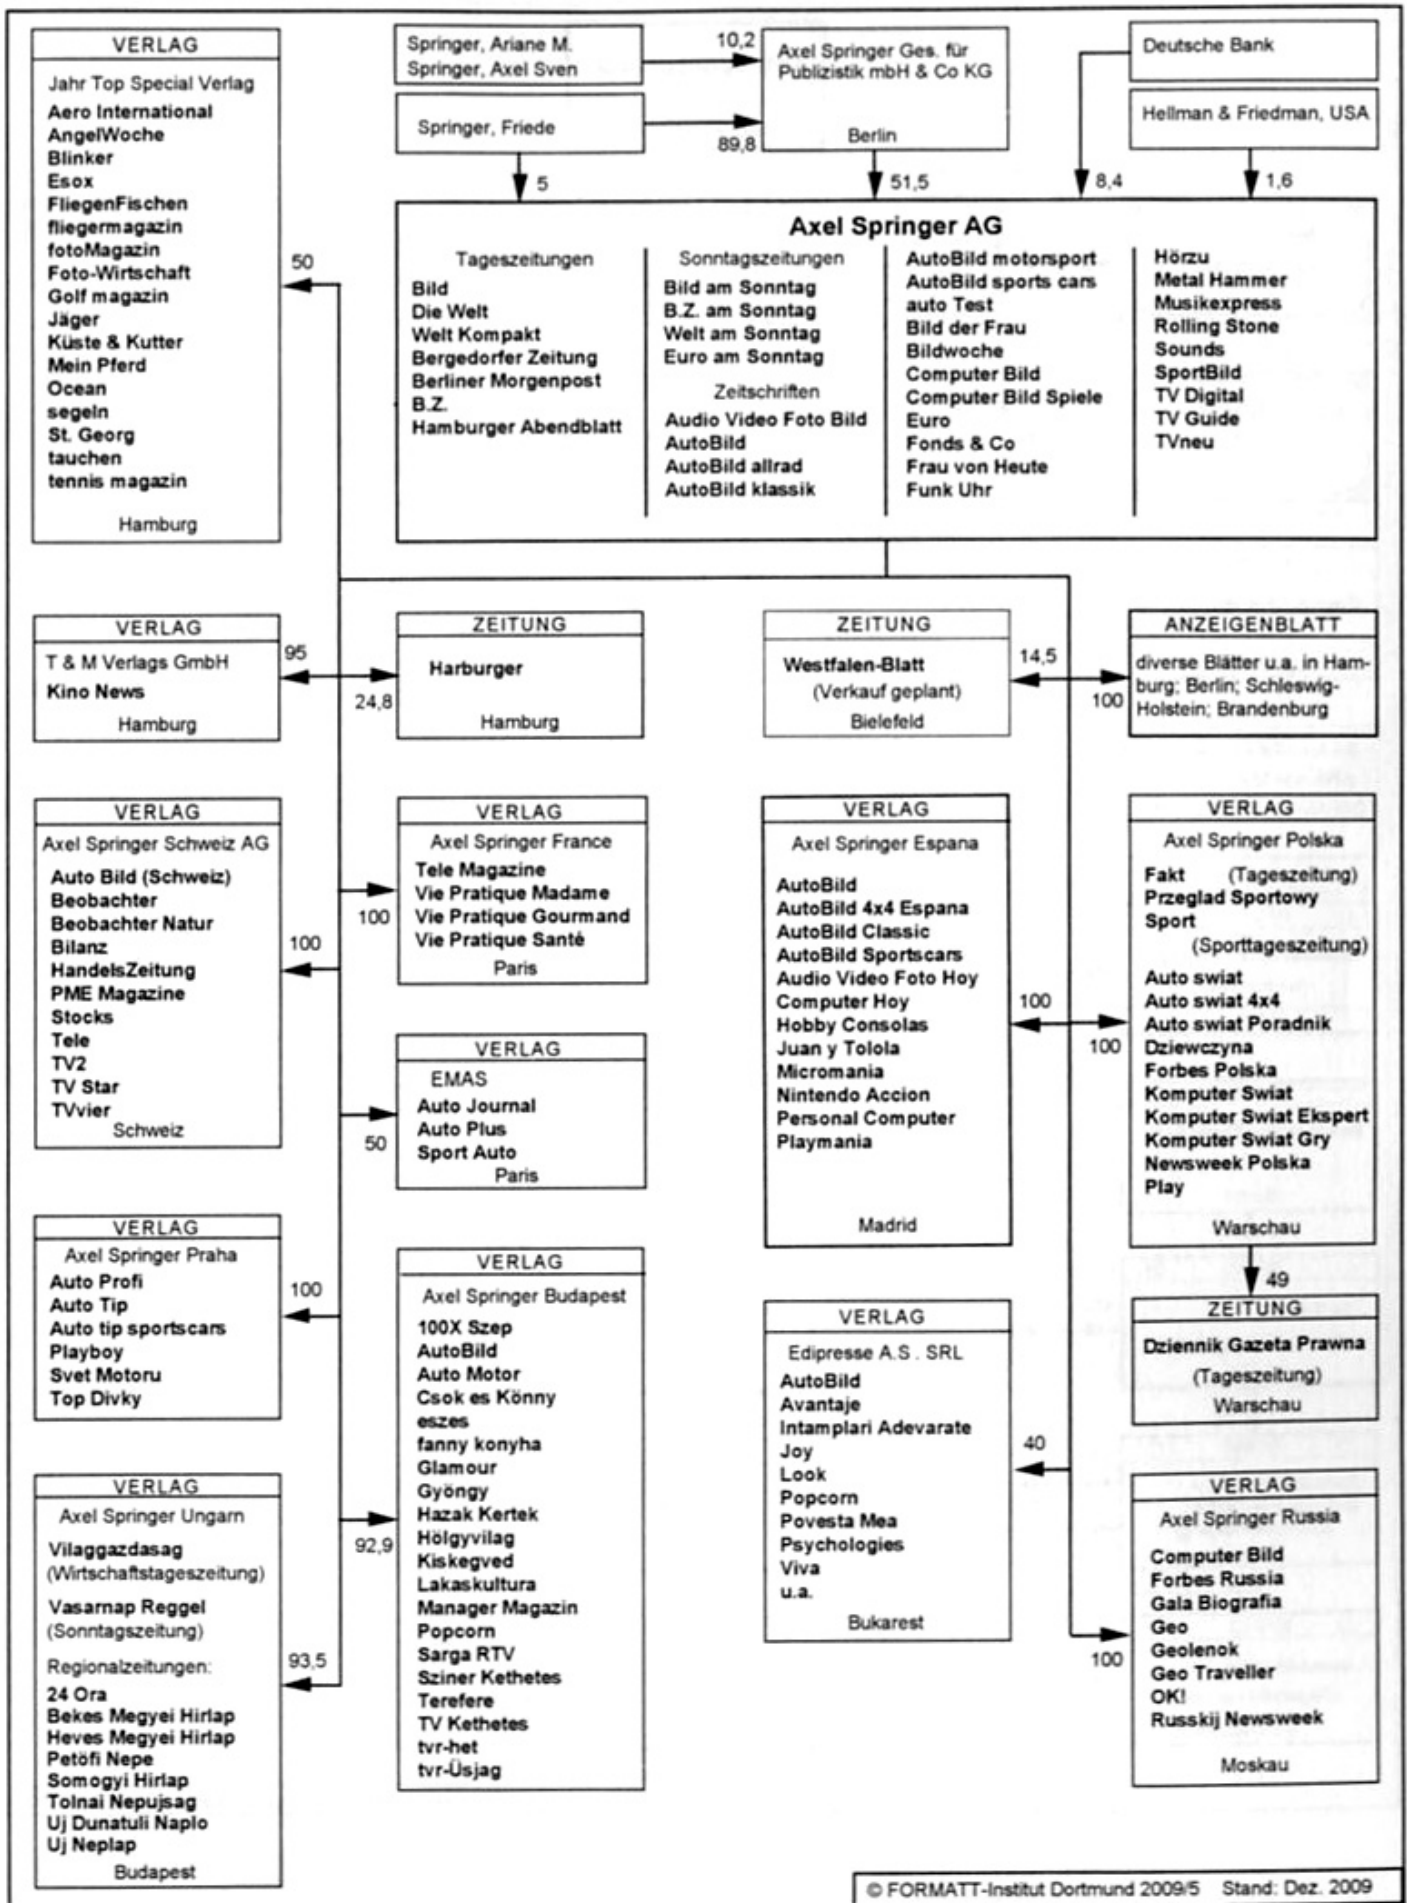 VERLAG
Jahr Top Special Verlag
Aero International
AngelWoche
Blinker
Esox
FliegenFischen
fliegermagazin
fotoMagazin
Foto-Wirtschaft
Golf magazin
Jäger
Küste & Kutter
Mein Pferd
Ocean
segeln
St. Georg
tauchen
tennis magazin
Hamburg
50
Springer, Ariane M.
Springer, Axel Sven
10,2
Springer, Friede
89,8
Axel Springer Ges. für
Publizistik mbH & Co KG
Berlin
Deutsche Bank
Hellman & Friedman, USA
5
51,5
8,4
1,6
Axel Springer AG
Tageszeitungen
Bild
Die Welt
Welt Kompakt
Bergedorfer Zeitung
Berliner Morgenpost
B.Z.
Hamburger Abendblatt
Sonntagszeitungen
Bild am Sonntag
B.Z. am Sonntag
Welt am Sonntag
Euro am Sonntag
Zeitschriften
Audio Video Foto Bild
AutoBild
AutoBild allrad
AutoBild klassik
AutoBild motorsport
AutoBild sports cars
auto Test
Bild der Frau
Bildwoche
Computer Bild
Computer Bild Spiele
Euro
Fonds & Co
Frau von Heute
Funk Uhr
Hörzu
Metal Hammer
Musikexpress
Rolling Stone
Sounds
SportBild
TV Digital
TV Guide
TVneu
VERLAG
T & M Verlags GmbH
Kino News
Hamburg
95
24,8
ZEITUNG
Harburger
Hamburg
ZEITUNG
Westfalen-Blatt
(Verkauf geplant)
Bielefeld
14,5
100
ANZEIGENBLATT
diverse Blätter u.a. in Ham-
burg; Berlin; Schleswig-
Holstein; Brandenburg
VERLAG
Axel Springer Schweiz AG
Auto Bild (Schweiz)
Beobachter
Beobachter Natur
Bilanz
HandelsZeitung
PME Magazine
Stocks
Tele
TV2
TV Star
TVvier
Schweiz
100
VERLAG
Axel Springer France
Tele Magazine
Vie Pratique Madame
Vie Pratique Gourmand
Vie Pratique Santé
Paris
100
VERLAG
EMAS
Auto Journal
Auto Plus
Sport Auto
Paris
50
VERLAG
Axel Springer Espana
AutoBild
AutoBild 4x4 Espana
AutoBild Classic
AutoBild Sportscars
Audio Video Foto Hoy
Computer Hoy
Hobby Consolas
Juan y Tolola
Micromania
Nintendo Accion
Personal Computer
Playmania
Madrid
100
VERLAG
Axel Springer Polska
Fakt (Tageszeitung)
Przeglad Sportowy
Sport
(Sporttageszeitung)
Auto swiat
Auto swiat 4x4
Auto swiat Poradnik
Dziewczyna
Forbes Polska
Komputer Swiat
Komputer Swiat Ekspert
Komputer Swiat Gry
Newsweek Polska
Play
Warschau
100
49
ZEITUNG
Dziennik Gazeta Prawna
(Tageszeitung)
Warschau
VERLAG
Axel Springer Praha
Auto Profi
Auto Tip
Auto tip sportscars
Playboy
Svet Motoru
Top Divky
100
VERLAG
Axel Springer Budapest
100X Szep
AutoBild
Auto Motor
Csok es Könny
eszes
fanny konyha
Glamour
Gyöngy
Hazak Kertek
Hölgyvilag
Kiskegved
Lakaskultura
Manager Magazin
Popcorn
Sarga RTV
Sziner Kethetes
Terefere
TV Kethetes
tvr-het
tvr-Üsjag
92,9
VERLAG
Axel Springer Ungarn
Vilaggazdasag
(Wirtschaftstageszeitung)
Vasarnap Reggel
(Sonntagszeitung)
Regionalzeitungen:
24 Ora
Bekes Megyei Hirlap
Heves Megyei Hirlap
Petöfi Nepe
Somogyi Hirlap
Tolnai Nepujsag
Uj Dunatuli Naplo
Uj Neplap
Budapest
93,5
VERLAG
Edipresse A.S . SRL
AutoBild
Avantaje
Intamplari Adevarate
Joy
Look
Popcorn
Povesta Mea
Psychologies
Viva
u.a.
Bukarest
40
VERLAG
Axel Springer Russia
Computer Bild
Forbes Russia
Gala Biografia
Geo
Geolenok
Geo Traveller
OK!
Russkij Newsweek
Moskau
100
© FORMATT-Institut Dortmund 2009/5 Stand: Dez. 2009